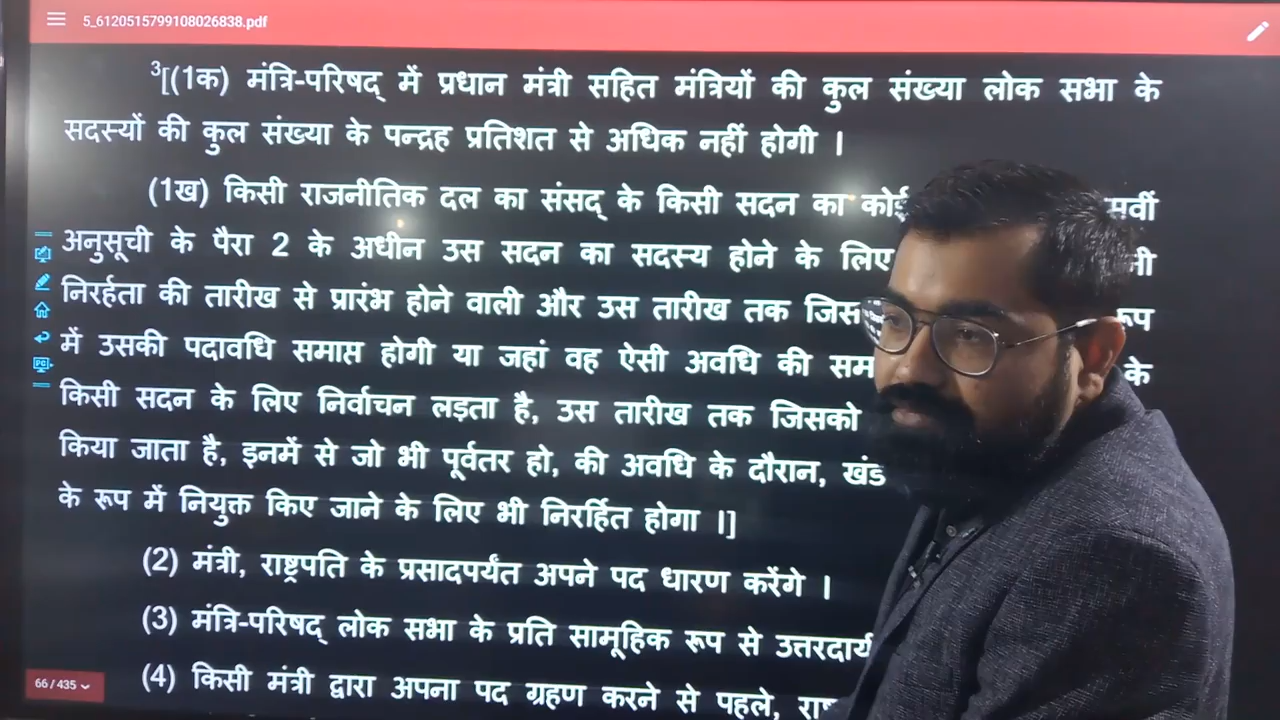 5_6120515799108026838.pdf
3[(1क) मंत्रि-परिषद् में प्रधान मंत्री सहित मंत्रियों की कुल संख्या लोक सभा के
सदस्यों की कुल संख्या के पन्द्रह प्रतिशत से अधिक नहीं होगी ।
(1ख) किसी राजनीतिक दल का संसद् के किसी सदन का
अनुसूची के पैरा 2 के अधीन उस सदन का सदस्य होने के लिए
निरर्हता की तारीख से प्रारंभ होने वाली और उस तारीख तक
में उसकी पदावधि समाप्त होगी या जहां वह ऐसी अवधि की के
किसी सदन के लिए निर्वाचन लड़ता है, उस तारीख तक जिसको
किया जाता है, इनमें से जो भी पूर्वतर हो, की अवधि के दौरान,
के रूप में नियुक्त किए जाने के लिए भी निरर्हित होगा ।]
(2) मंत्री, राष्ट्रपति के प्रसादपर्यंत अपने पद धारण करेंगे ।
(3) मंत्रि-परिषद् लोक सभा के प्रति सामूहिक रूप से
(4) किसी मंत्री द्वारा अपना पद ग्रहण करने से पहले,
PC
66 / 435